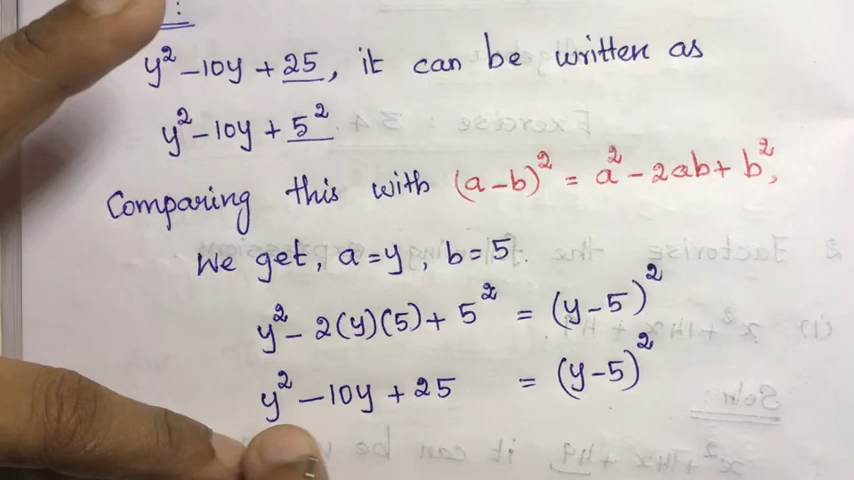 :
y² - 10y + 25, it can be written as
y² - 10y + 5²
Comparing this with (a - b)² = a² - 2ab + b²,
We get, a = y, b = 5.
y² - 2(y)(5) + 5² = (y - 5)²
y² - 10y + 25 = (y - 5)²